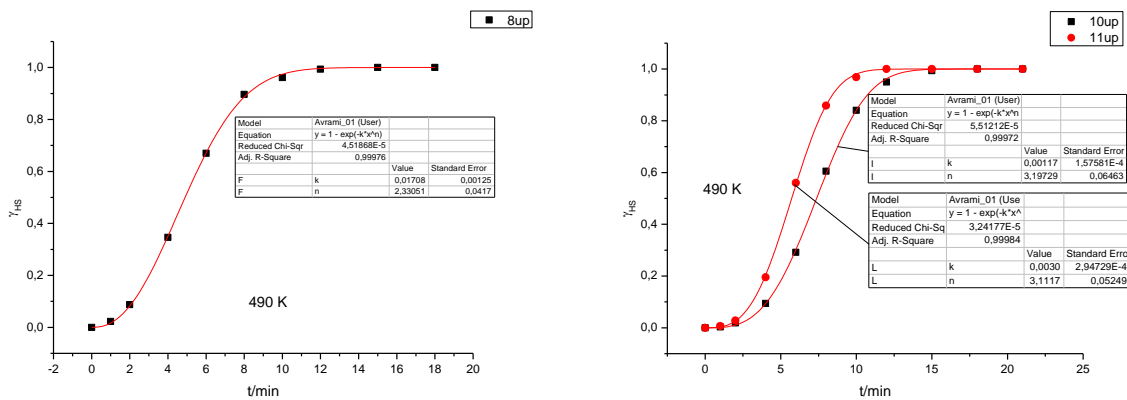 8up
1,0
0,8
0,6
0,4
0,2
0,0
γHS
-2 0 2 4 6 8 10 12 14 16 18 20
t/min
490 K
Model Avrami_01 (User)
Equation y = 1 - exp(-k*x^n)
Reduced Chi-Sqr 4,51868E-5
Adj. R-Square 0,99976
Value Standard Error
F k 0,01708 0,00125
F n 2,33051 0,0417
10up
11up
1,0
0,8
0,6
0,4
0,2
0,0
γHS
0 5 10 15 20 25
t/min
490 K
Model Avrami_01 (User)
Equation y = 1 - exp(-k*x^n
Reduced Chi-Sqr 5,51212E-5
Adj. R-Square 0,99972
Value Standard Error
I k 0,00117 1,57581E-4
I n 3,19729 0,06463
Model Avrami_01 (Use
Equation y = 1 - exp(-k*x^
Reduced Chi-Sq 3,24177E-5
Adj. R-Square 0,99984
Value Standard Error
L k 0,0030 2,94729E-4
L n 3,1117 0,05249